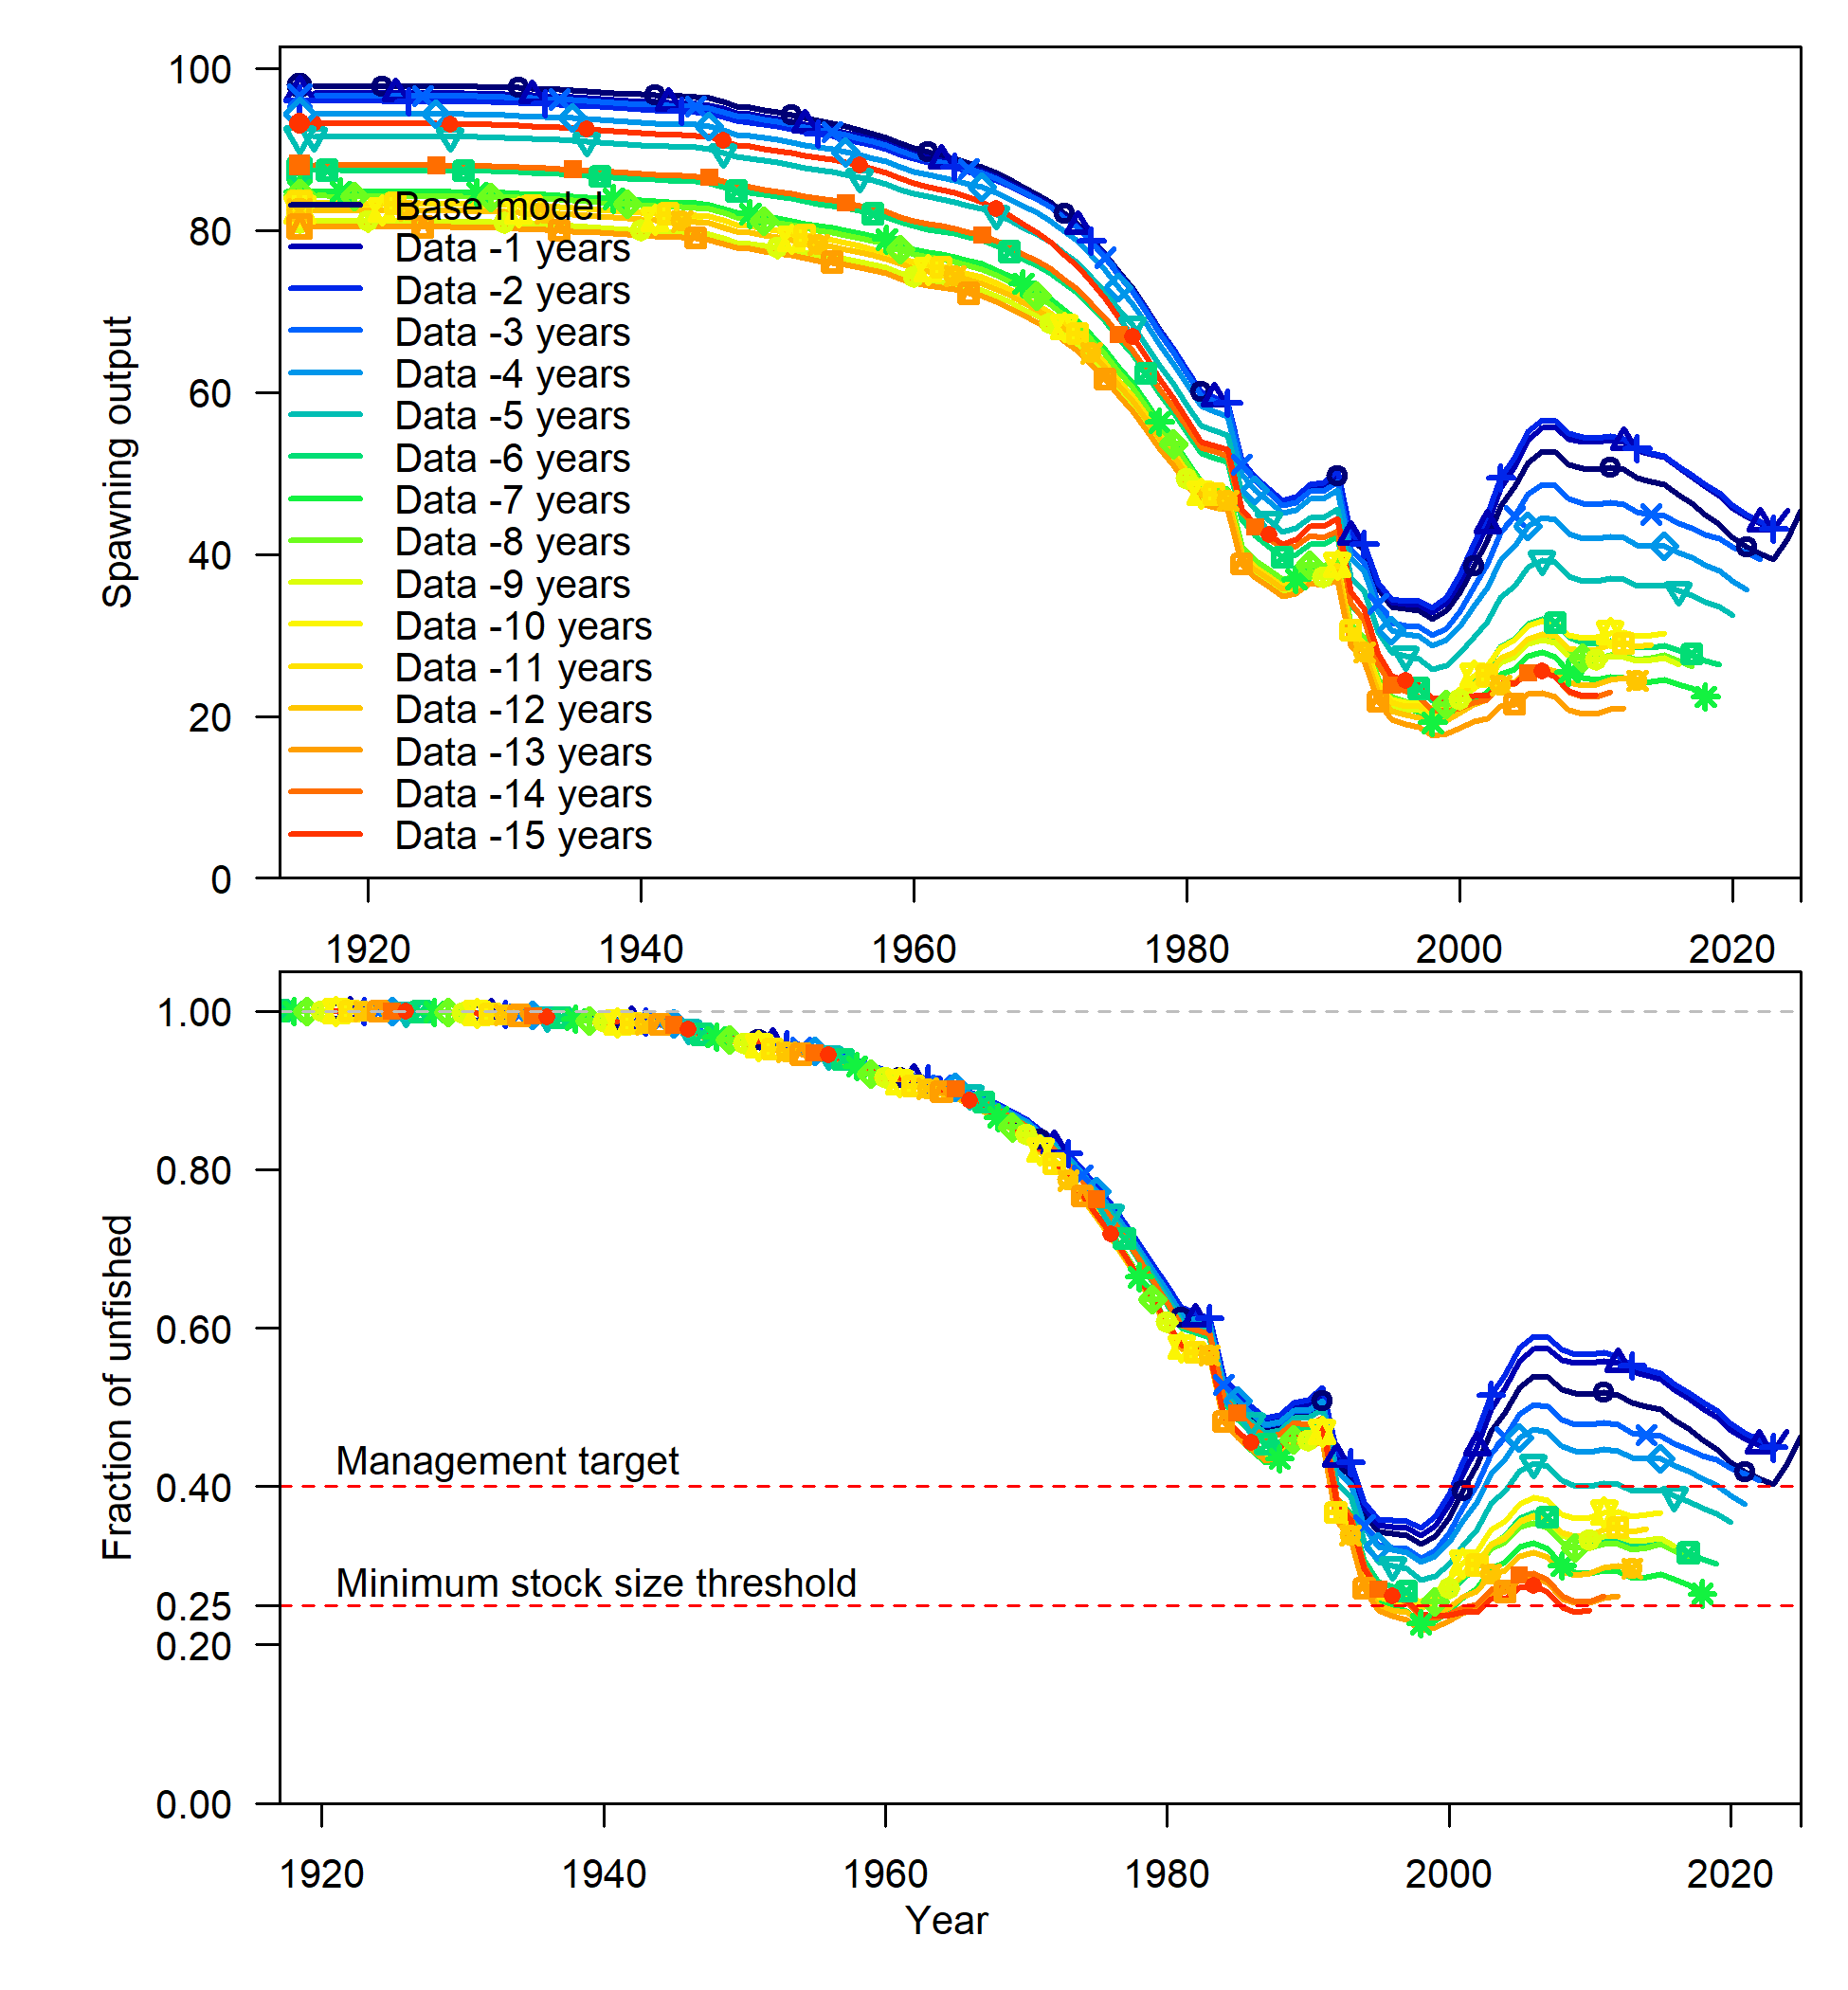 100
80
60
40
20
0
Spawning output
Base model
Data -1 years
Data -2 years
Data -3 years
Data -4 years
Data -5 years
Data -6 years
Data -7 years
Data -8 years
Data -9 years
Data -10 years
Data -11 years
Data -12 years
Data -13 years
Data -14 years
Data -15 years
1920 1940 1960 1980 2000 2020
1.00
0.80
0.60
0.40
0.25
0.20
0.00
Fraction of unfished
Management target
Minimum stock size threshold
1920 1940 1960 1980 2000 2020
Year